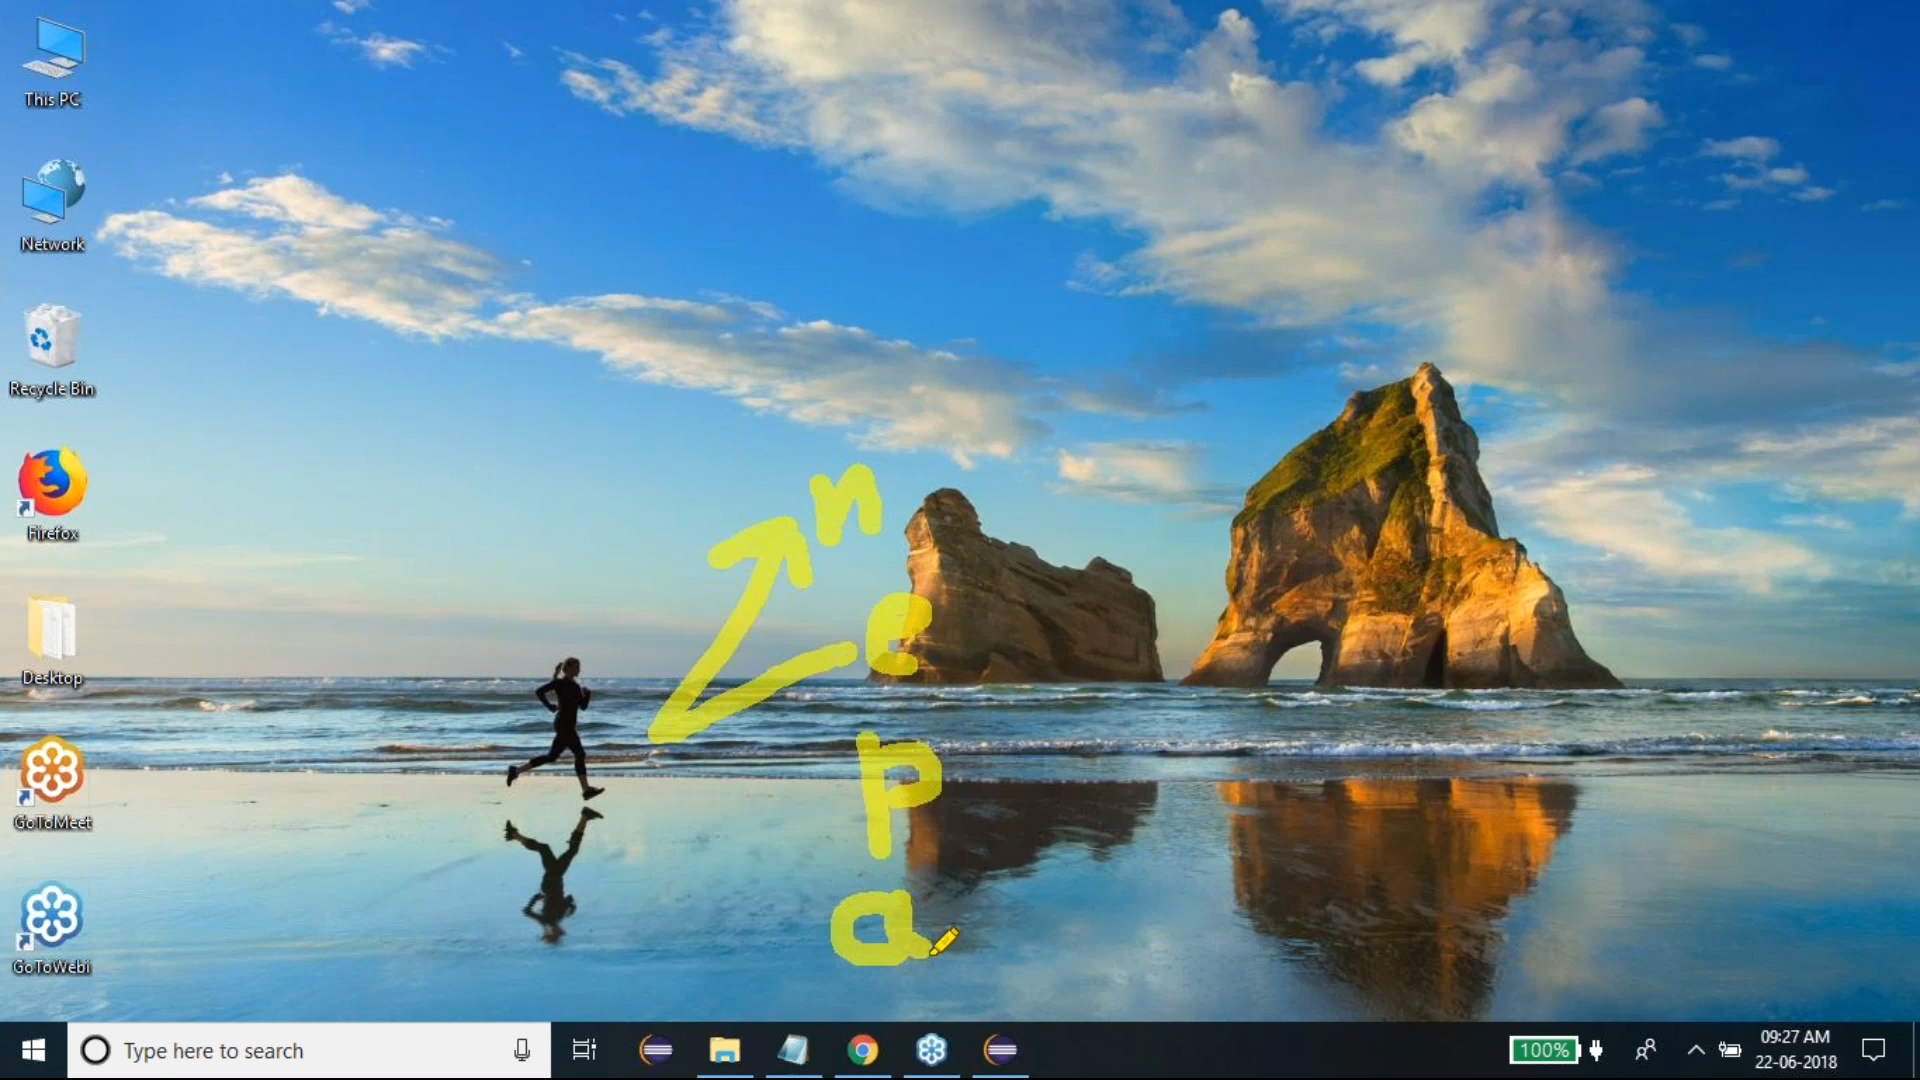 This PC
Network
Recycle Bin
Firefox
Desktop
GoToMeet
GoToWebi
n
e
p
a
Type here to search
100%
09:27 AM
22-06-2018